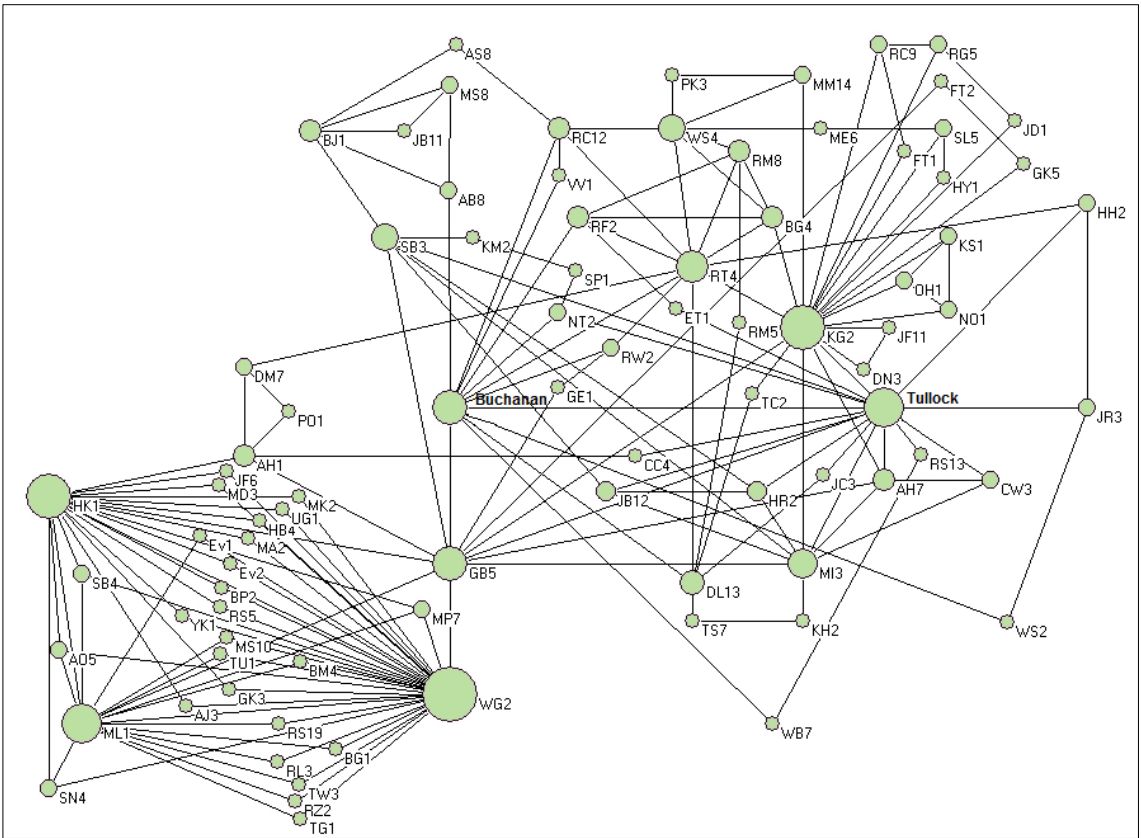 AS8
RC9
RG5
PK3
MM14
FT2
MS8
JD1
BJ1
JB11
RC12
WS4
ME6
SL5
RM8
FT1
GK5
VV1
HY1
AB8
HH2
RF2
BG4
SB3
KM2
KS1
RT4
SP1
OH1
NT2
ET1
RM5
KG2
NO1
JF11
RW2
DM7
GE1
DN3
Buchanan
TC2
Tullock
PO1
JR3
AH1
CC4
RS13
JF6
JC3
AH7
CW3
MD3
HK1
MK2
JB12
HR2
UG1
HB4
Ev1
MA2
Ev2
GB5
MI3
SB4
DL13
BP2
RS5
MP7
YK1
TS7
KH2
WS2
MS10
AO5
TU1
BM4
GK3
WG2
AJ3
ML1
RS19
WB7
BG1
RL3
SN4
TW3
RZ2
TG1